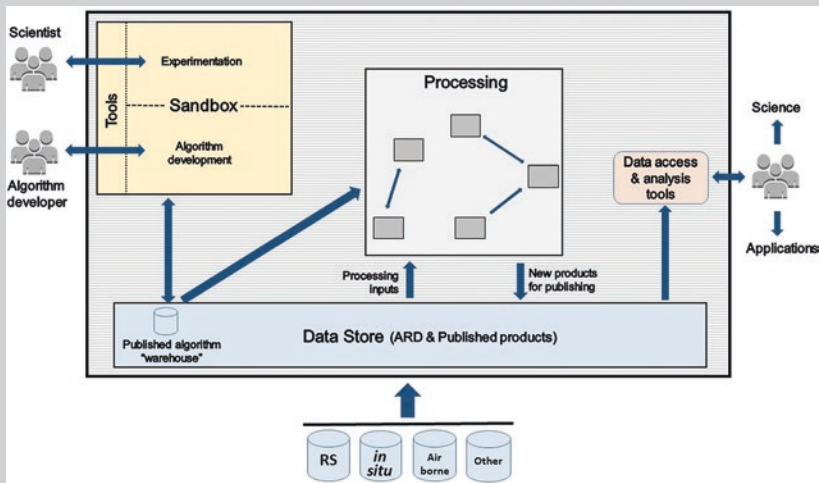 Scientist
Experimentation
Tools
Sandbox
Algorithm
development
Algorithm
developer
Processing
Data access
& analysis
tools
Science
Applications
Processing
inputs
New products
for publishing
Published algorithm
"warehouse"
Data Store (ARD & Published products)
RS
in
situ
Air
borne
Other